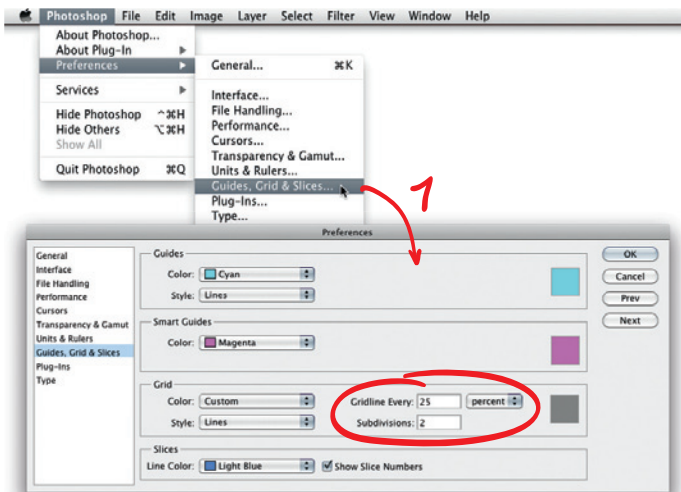 Photoshop File Edit Image Layer Select Filter View Window Help
About Photoshop...
About Plug-In
Preferences
Services
Hide Photoshop ^⌘H
Hide Others ⌥⌘H
Show All
Quit Photoshop ⌘Q
General... ⌘K
Interface...
File Handling...
Performance...
Cursors...
Transparency & Gamut...
Units & Rulers...
Guides, Grid & Slices...
Plug-Ins...
Type...
1
Preferences
General
Interface
File Handling
Performance
Cursors
Transparency & Gamut
Units & Rulers
Guides, Grid & Slices
Plug-Ins
Type
Guides
Color: Cyan
Style: Lines
Smart Guides
Color: Magenta
Grid
Color: Custom
Style: Lines
Gridline Every: 25 percent
Subdivisions: 2
Slices
Line Color: Light Blue
Show Slice Numbers
OK
Cancel
Prev
Next